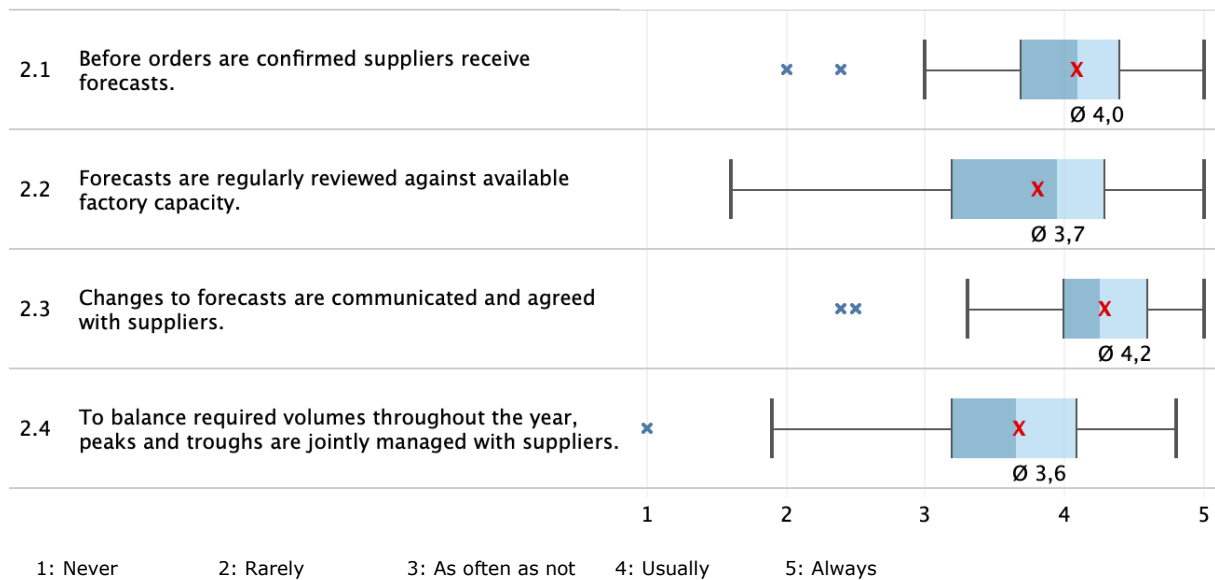 2.1 Before orders are confirmed suppliers receive
forecasts.
Ø 4,0
2.2 Forecasts are regularly reviewed against available
factory capacity.
Ø 3,7
2.3 Changes to forecasts are communicated and agreed
with suppliers.
Ø 4,2
2.4 To balance required volumes throughout the year,
peaks and troughs are jointly managed with suppliers.
Ø 3,6
1 2 3 4 5
1: Never 2: Rarely 3: As often as not 4: Usually 5: Always